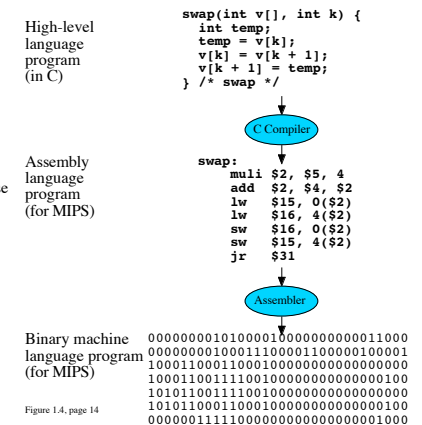 High-level
language
program
(in C)
swap(int v[], int k) {
int temp;
temp = v[k];
v[k] = v[k + 1];
v[k + 1] = temp;
} /* swap */
C Compiler
Assembly
language
program
(for MIPS)
se
swap:
muli $2, $5, 4
add $2, $4, $2
lw $15, 0($2)
lw $16, 4($2)
sw $16, 0($2)
sw $15, 4($2)
jr $31
Assembler
Binary machine
language program
(for MIPS)
00000000101000010000000000011000
00000000100011100001100000100001
10001100011000100000000000000000
10001100111100100000000000000100
10101100111100100000000000000000
10101100011000100000000000000100
00000011111000000000000000001000
Figure 1.4, page 14